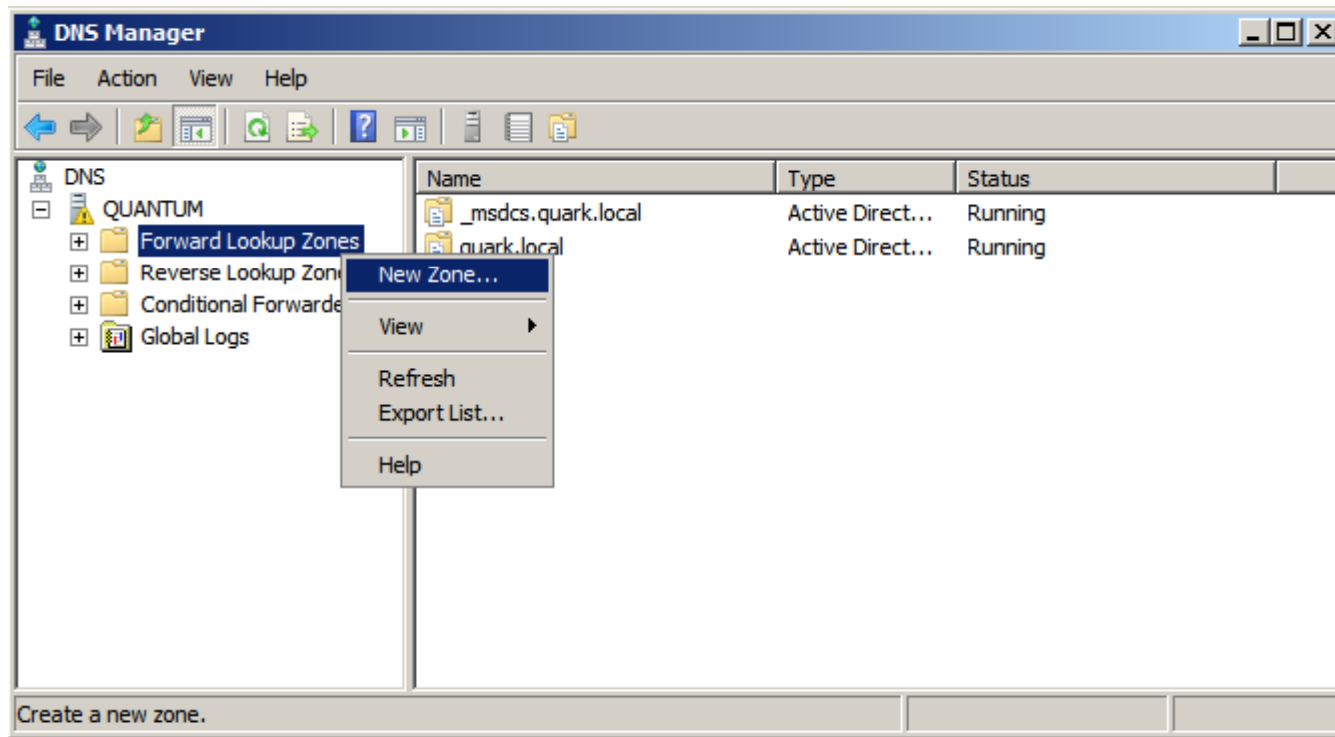 DNS Manager
File Action View Help
DNS
QUANTUM
Forward Lookup Zones
Reverse Lookup Zon
Conditional Forwarde
Global Logs
Name Type Status
_msdcs.quark.local Active Direct... Running
quark.local Active Direct... Running
New Zone...
View
Refresh
Export List...
Help
Create a new zone.